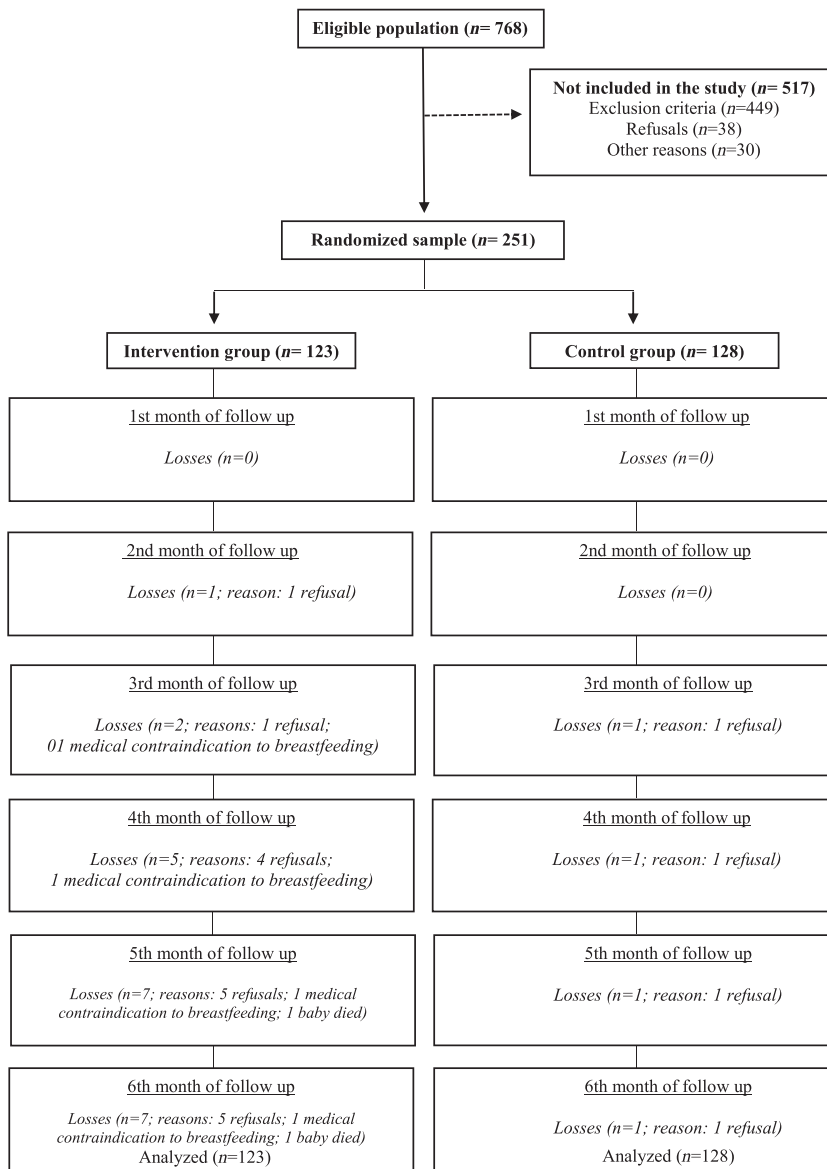 Eligible population (n= 768)
Not included in the study (n= 517)
Exclusion criteria (n=449)
Refusals (n=38)
Other reasons (n=30)
Randomized sample (n= 251)
Intervention group (n= 123)
Control group (n= 128)
1st month of follow up
Losses (n=0)
1st month of follow up
Losses (n=0)
2nd month of follow up
Losses (n=1; reason: 1 refusal)
2nd month of follow up
Losses (n=0)
3rd month of follow up
Losses (n=2; reasons: 1 refusal;
01 medical contraindication to breastfeeding)
3rd month of follow up
Losses (n=1; reason: 1 refusal)
4th month of follow up
Losses (n=5; reasons: 4 refusals;
1 medical contraindication to breastfeeding)
4th month of follow up
Losses (n=1; reason: 1 refusal)
5th month of follow up
Losses (n=7; reasons: 5 refusals; 1 medical
contraindication to breastfeeding; 1 baby died)
5th month of follow up
Losses (n=1; reason: 1 refusal)
6th month of follow up
Losses (n=7; reasons: 5 refusals; 1 medical
contraindication to breastfeeding; 1 baby died)
Analyzed (n=123)
6th month of follow up
Losses (n=1; reason: 1 refusal)
Analyzed (n=128)